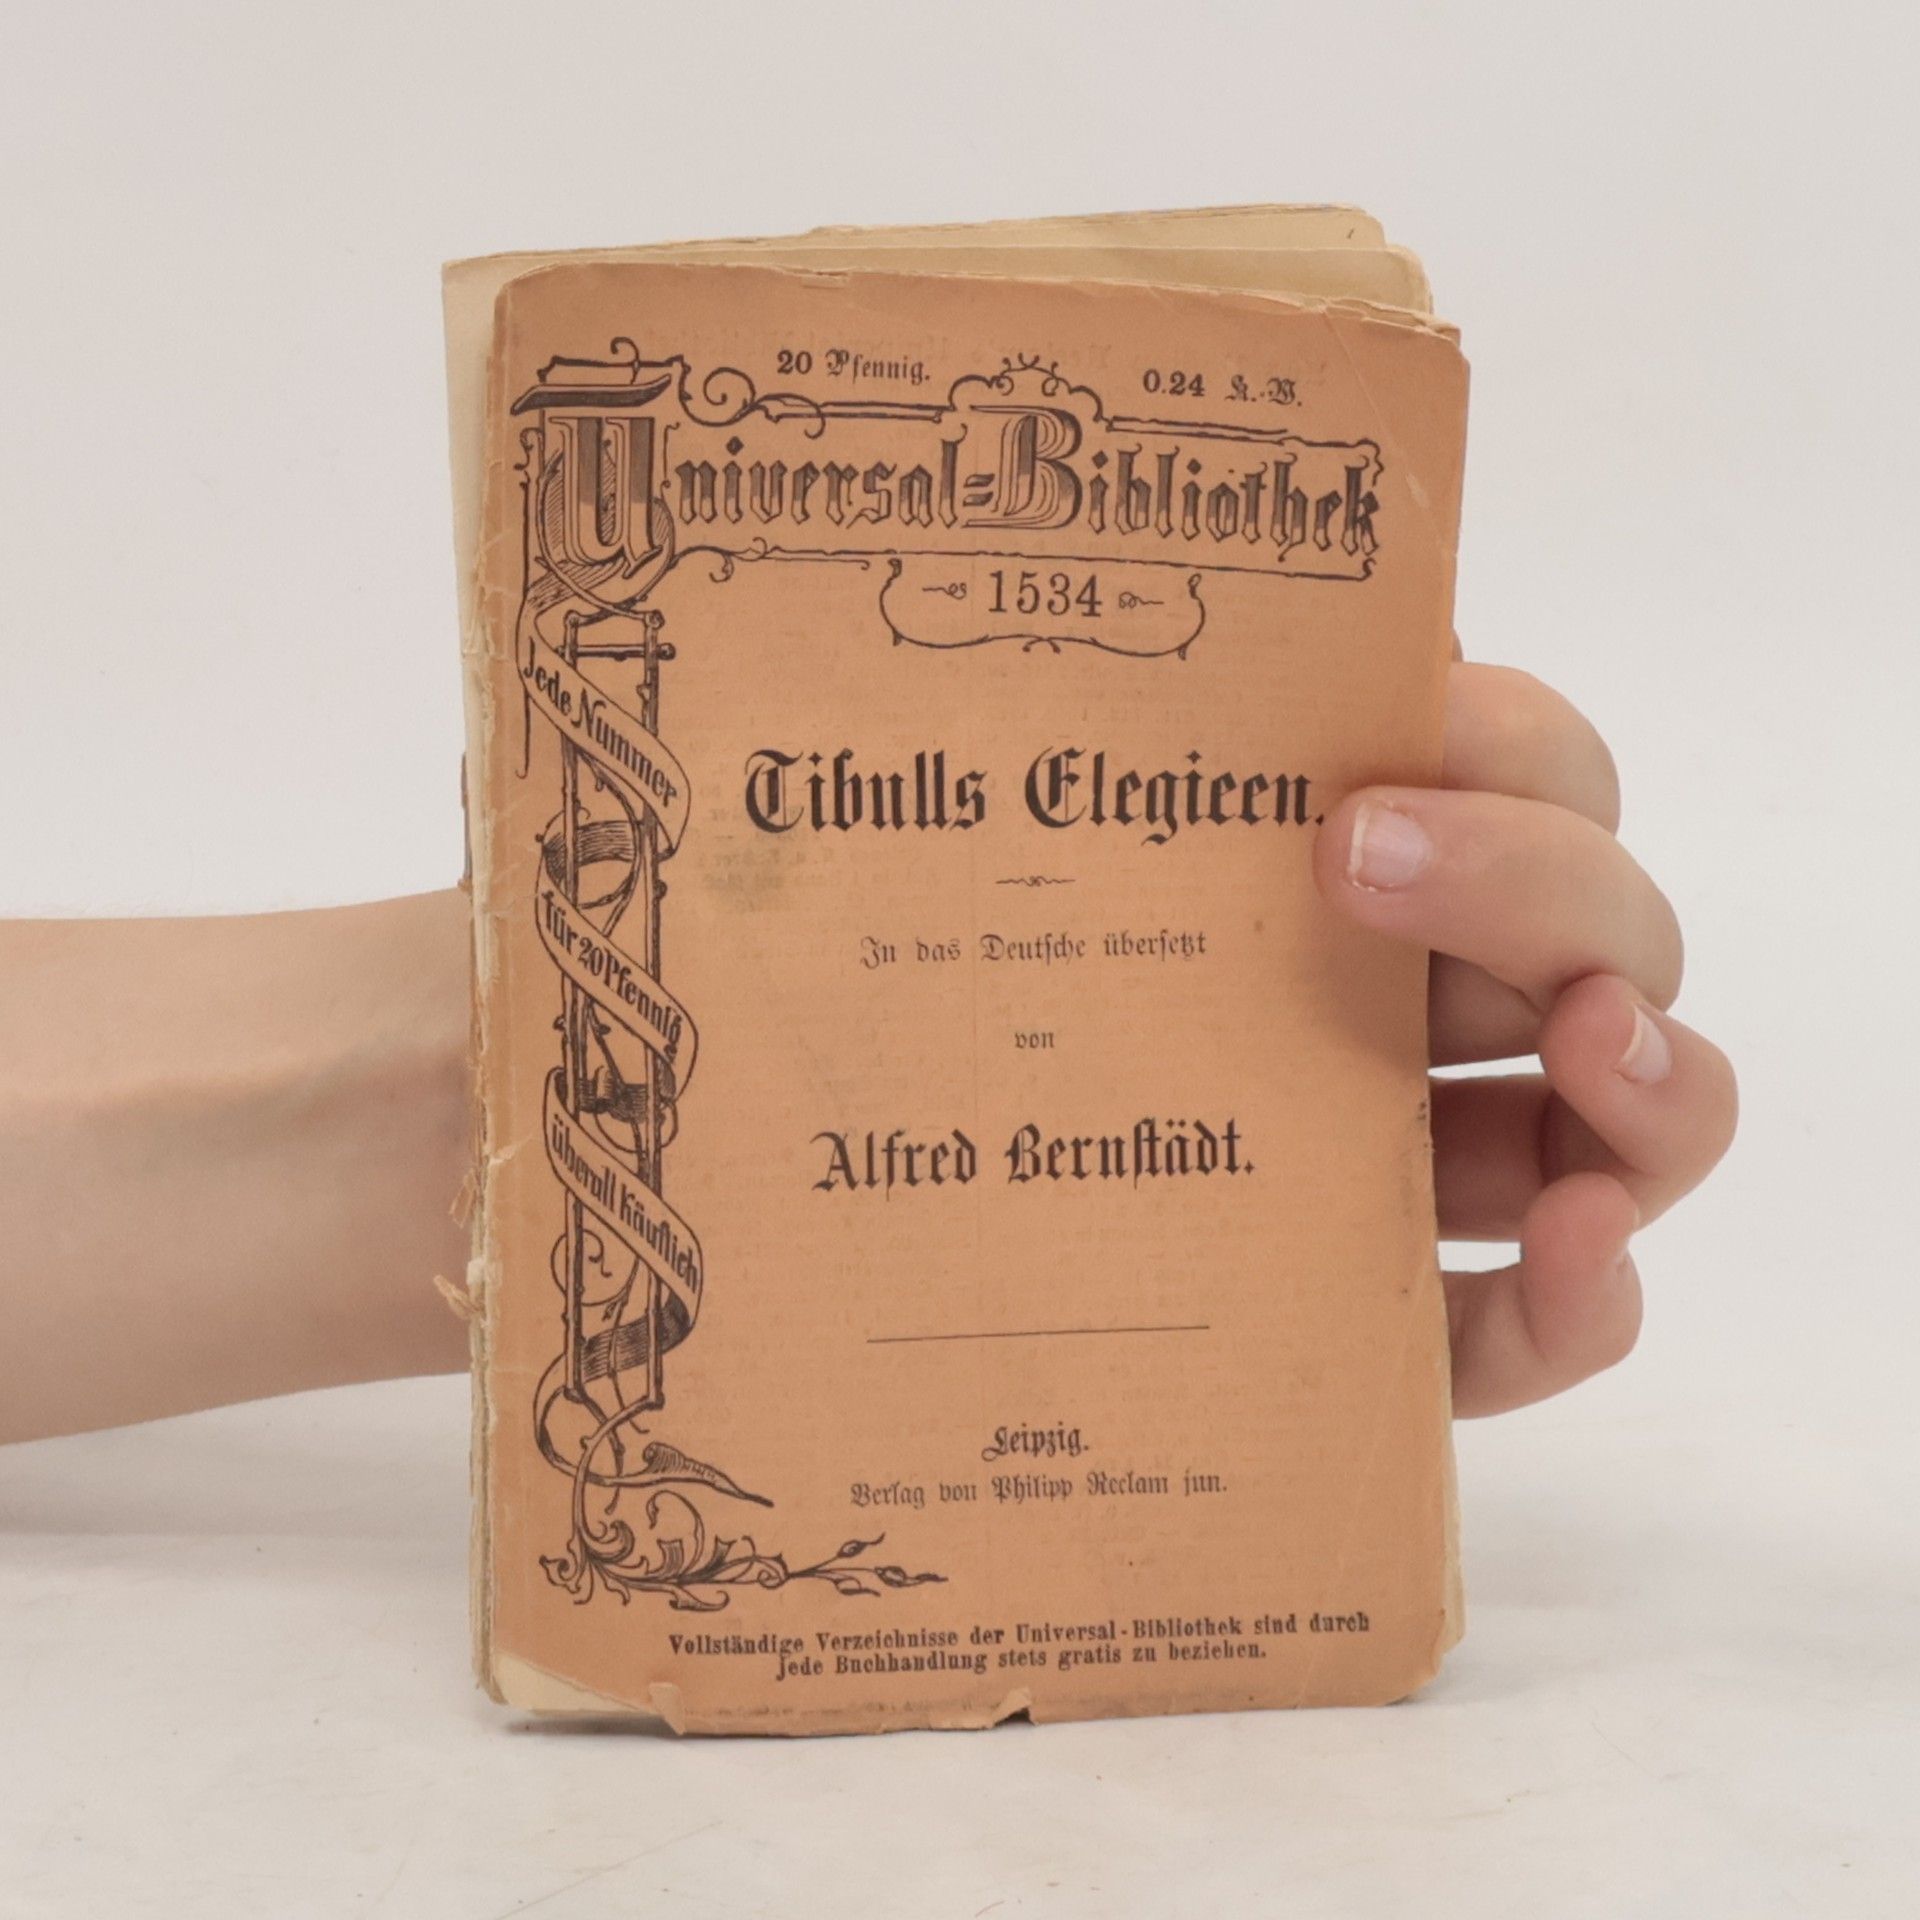 20 Pfennig. 0.24 K.-W.
Universal=Bibliothek
1534
Jede Nummer
für 20 Pfennig
überall käuflich
Tibulls Elegieen.
In das Deutsche übersetzt
von
Alfred Bernstädt.
Leipzig.
Verlag von Philipp Reclam jun.
Vollständige Verzeichnisse der Universal-Bibliothek sind durch
jede Buchhandlung stets gratis zu beziehen.